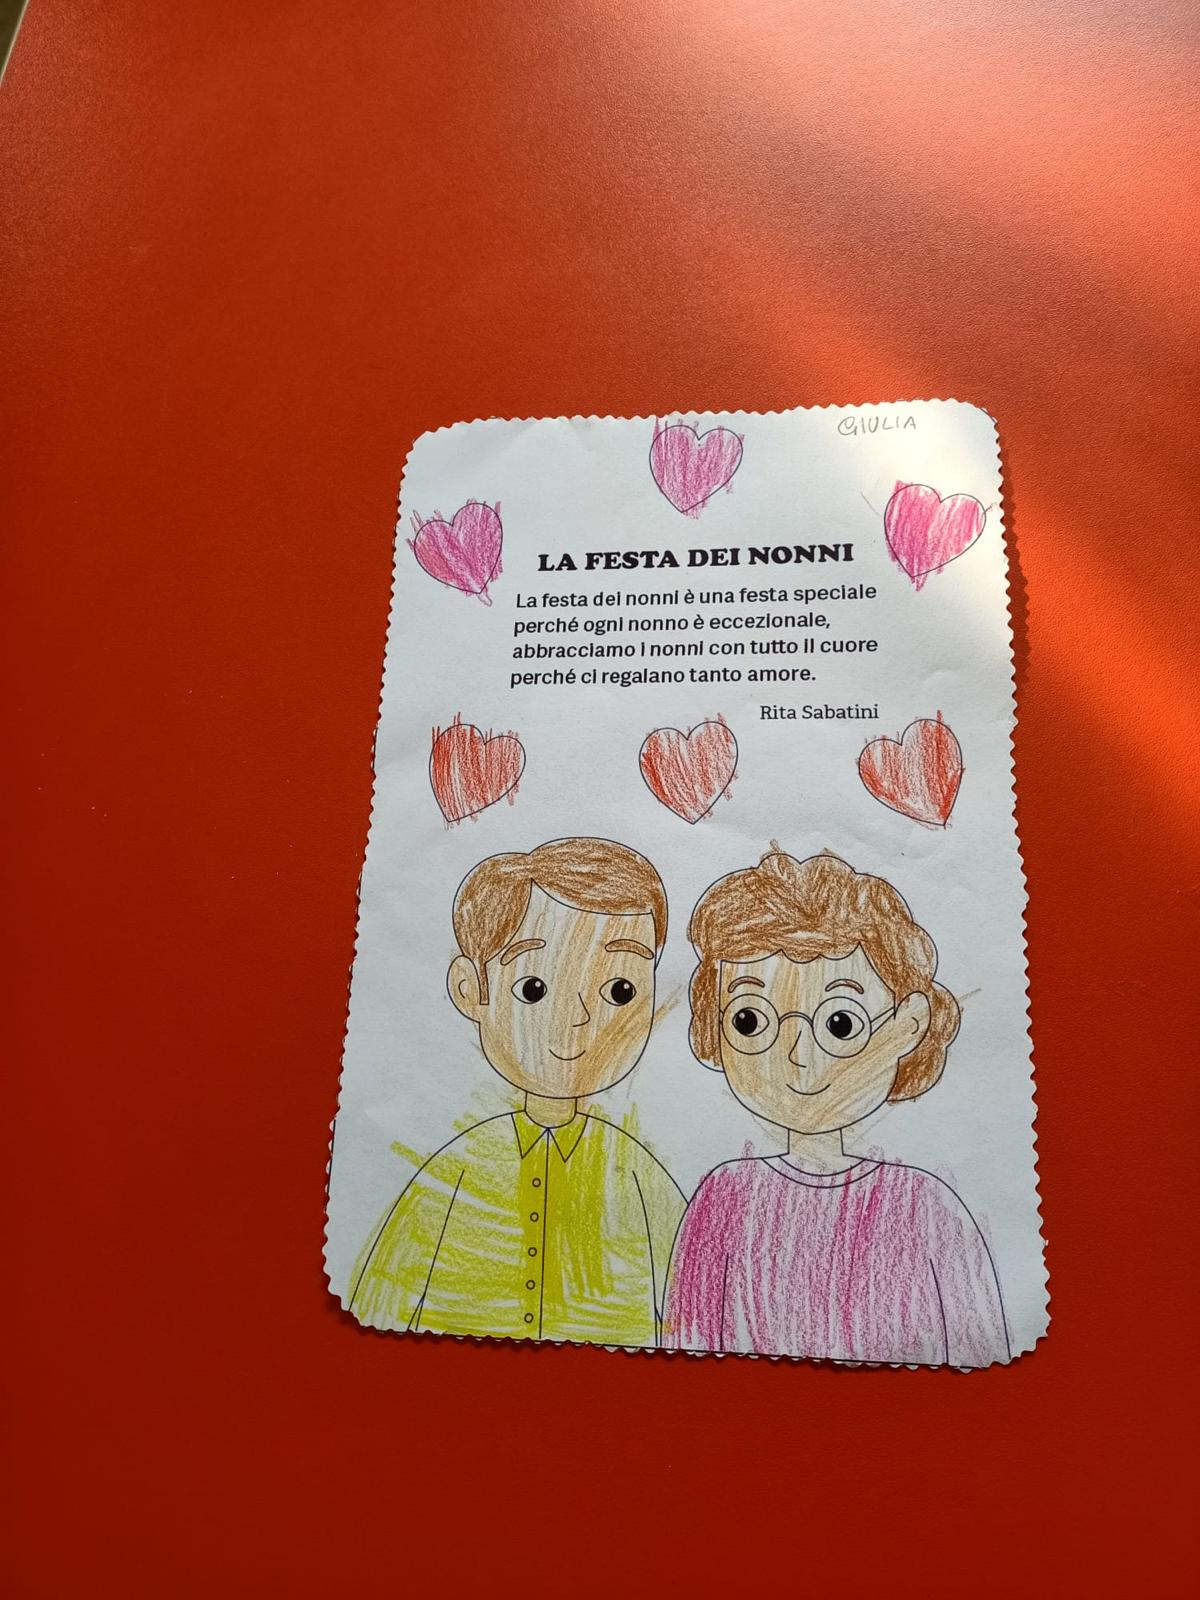 GIULIA
LA FESTA DEI NONNI
La festa dei nonni è una festa speciale
perché ogni nonno è eccezionale,
abbracciamo i nonni con tutto il cuore
perché ci regalano tanto amore.
Rita Sabatini